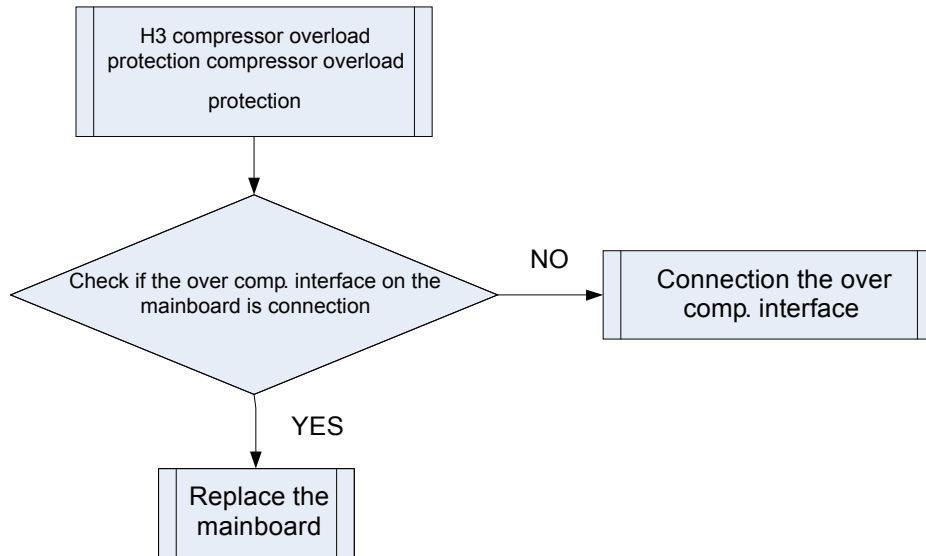 H3 compressor overload
protection compressor overload
protection
Check if the over comp. interface on the
mainboard is connection
NO
Connection the over
comp. interface
YES
Replace the
mainboard